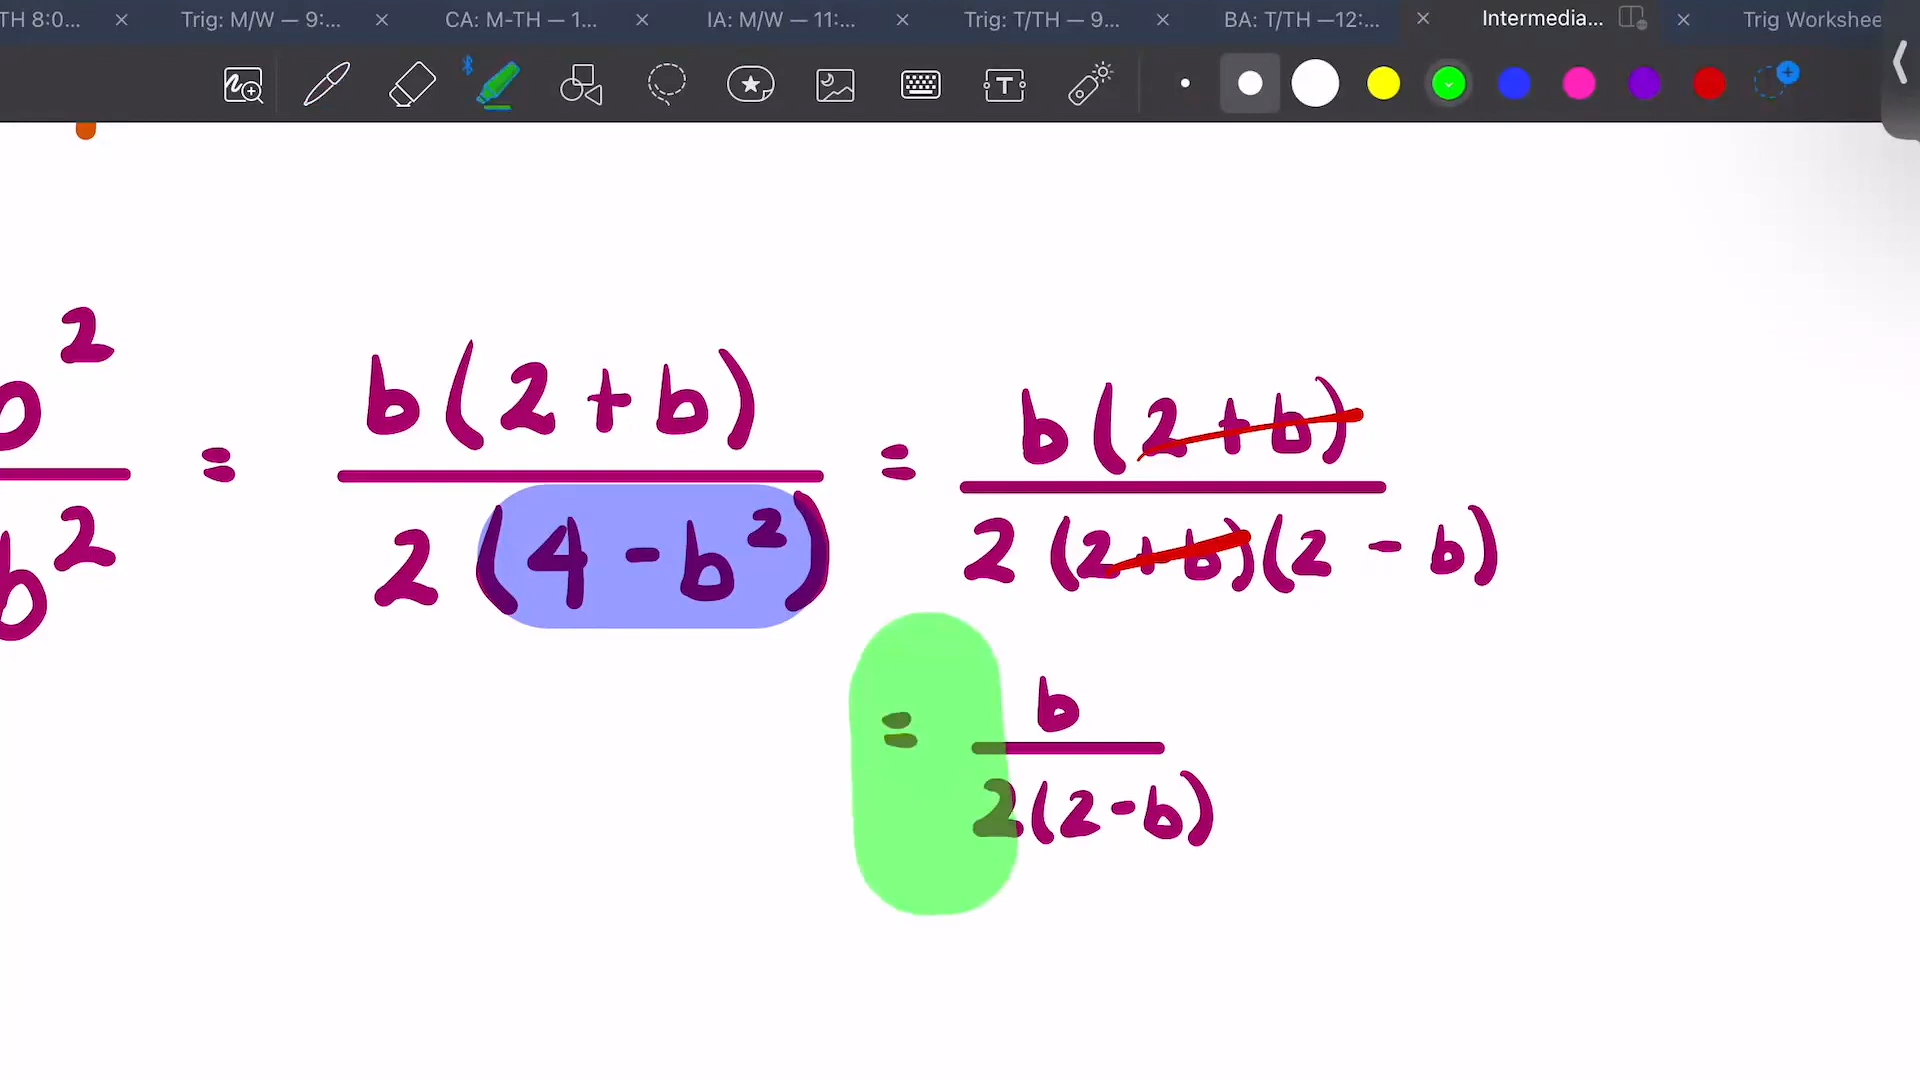 TH 8:0... × Trig: M/W — 9:... × CA: M-TH — 1... × IA: M/W — 11:... × Trig: T/TH — 9... × BA: T/TH —12:... × Intermedia... × Trig Workshee
T
b² / b² = b(2+b) / 2(4-b²) = b(2+b) / 2(2+b)(2-b)
= b / 2(2-b)